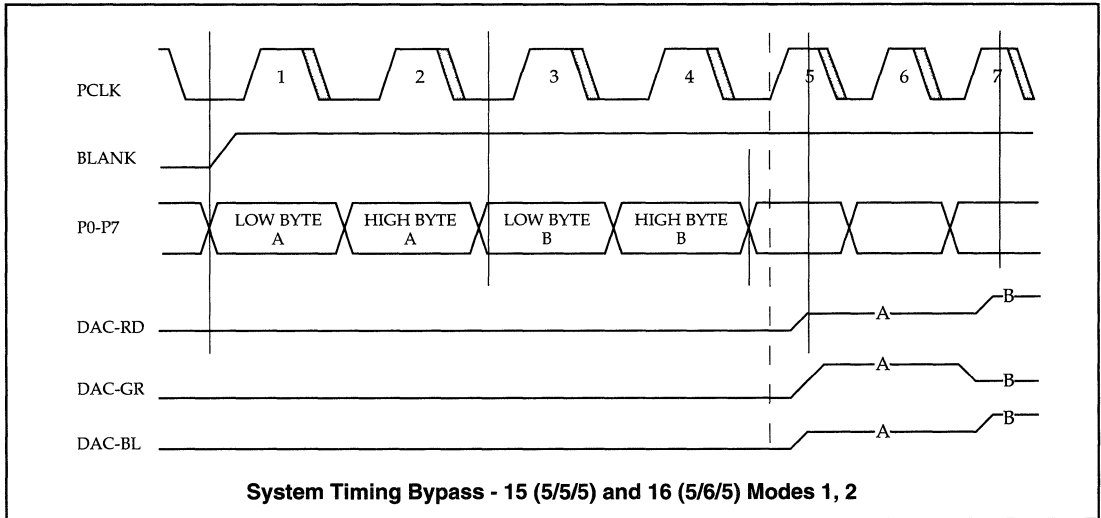 PCLK
1 2 3 4 5 6 7
BLANK
P0-P7
LOW BYTE
A
HIGH BYTE
A
LOW BYTE
B
HIGH BYTE
B
DAC-RD
A
B
DAC-GR
A
B
DAC-BL
A
B
System Timing Bypass - 15 (5/5/5) and 16 (5/6/5) Modes 1, 2